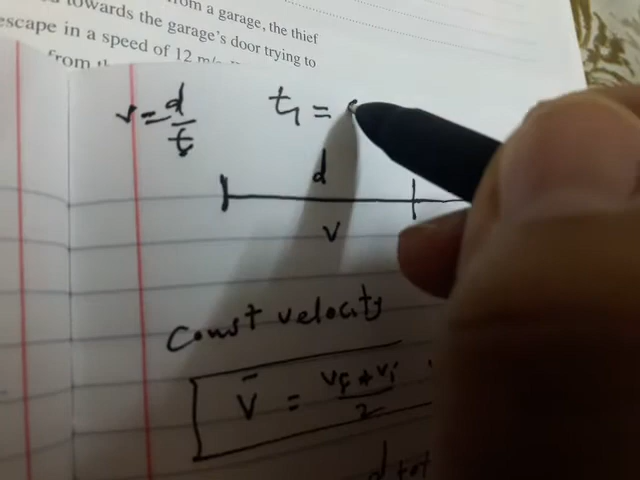 from a garage, the thief
towards the garage's door trying to
escape in a speed of 12 m/s
from
v = d/t
t₁ =
d
v
Const velocity
v̄ = vf + vi / 2
d tot